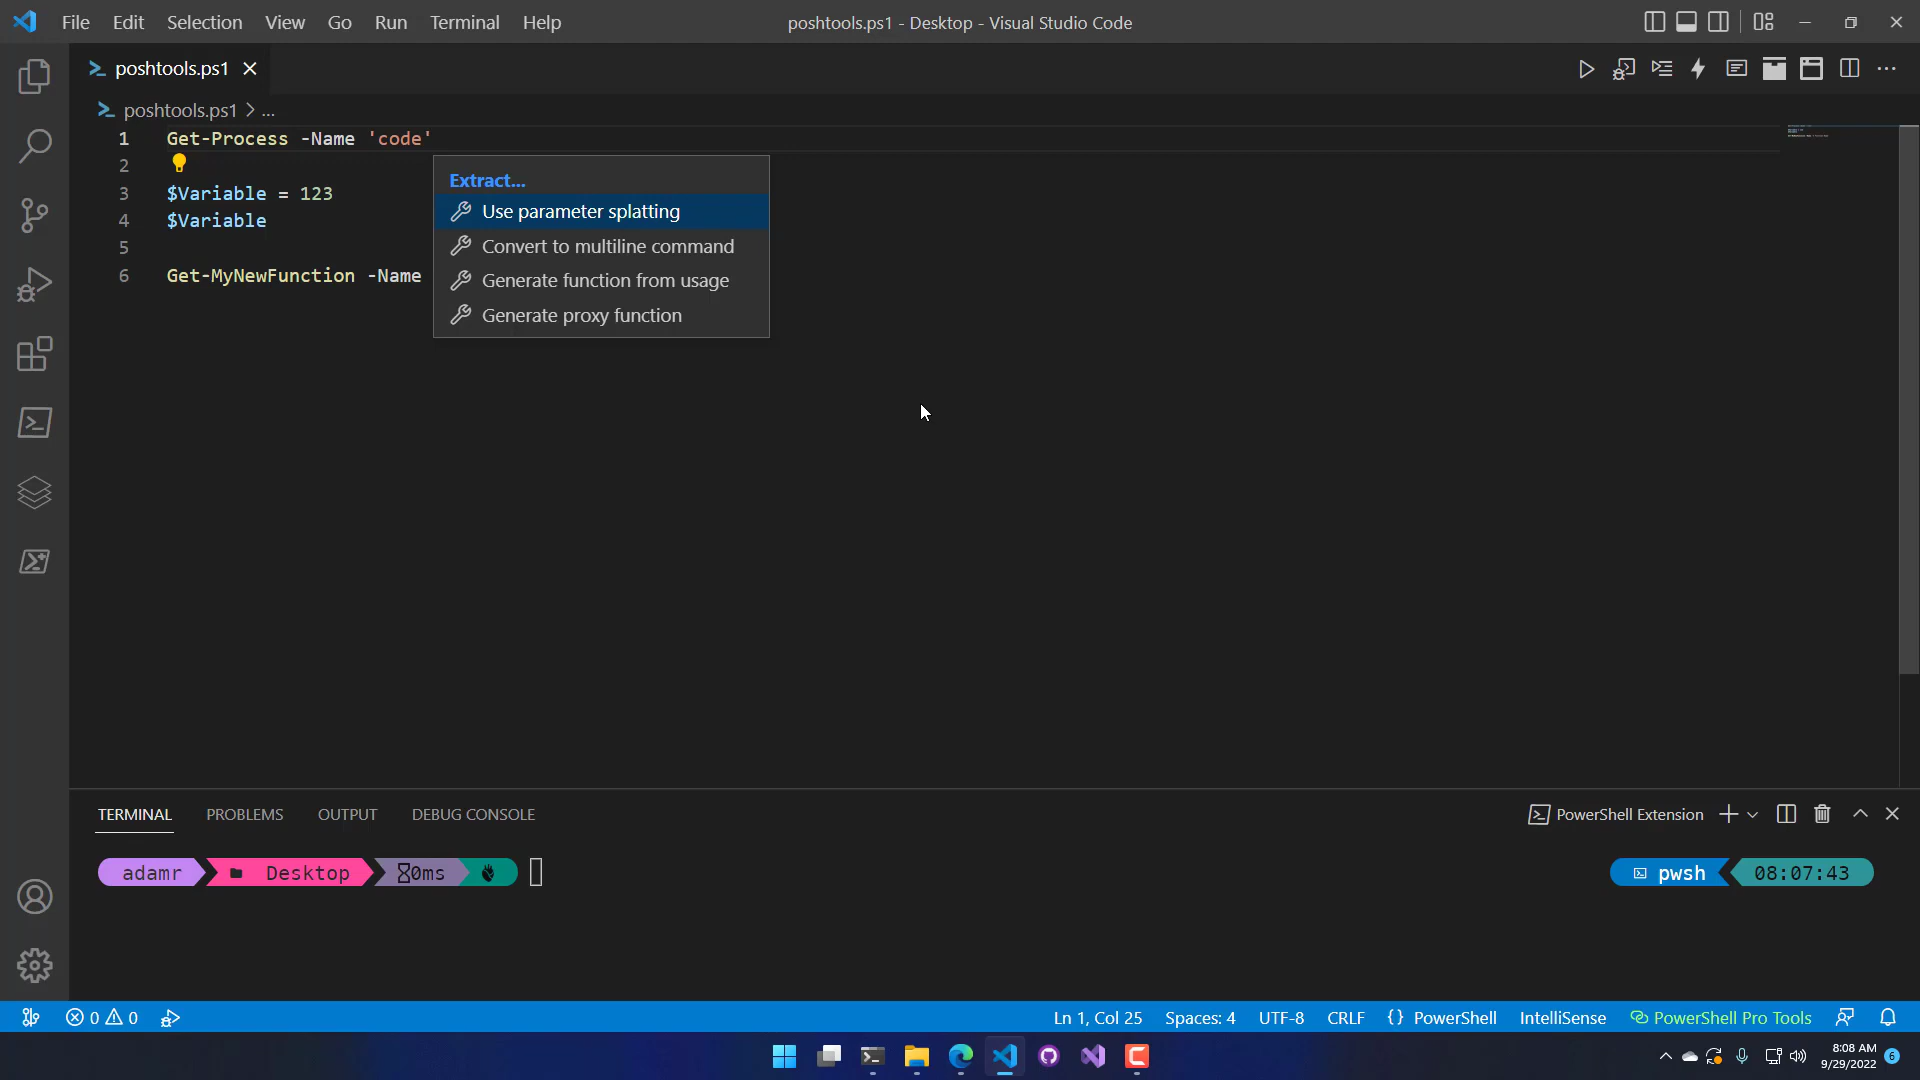 File Edit Selection View Go Run Terminal Help
poshtools.ps1 - Desktop - Visual Studio Code
poshtools.ps1
poshtools.ps1 > ...
1 Get-Process -Name 'code'
2
3 $Variable = 123
4 $Variable
5
6 Get-MyNewFunction -Name
Extract...
Use parameter splatting
Convert to multiline command
Generate function from usage
Generate proxy function
TERMINAL PROBLEMS OUTPUT DEBUG CONSOLE
PowerShell Extension
adamr Desktop 0ms
pwsh 08:07:43
0 0
Ln 1, Col 25 Spaces: 4 UTF-8 CRLF {} PowerShell IntelliSense PowerShell Pro Tools
8:08 AM
9/29/2022
6